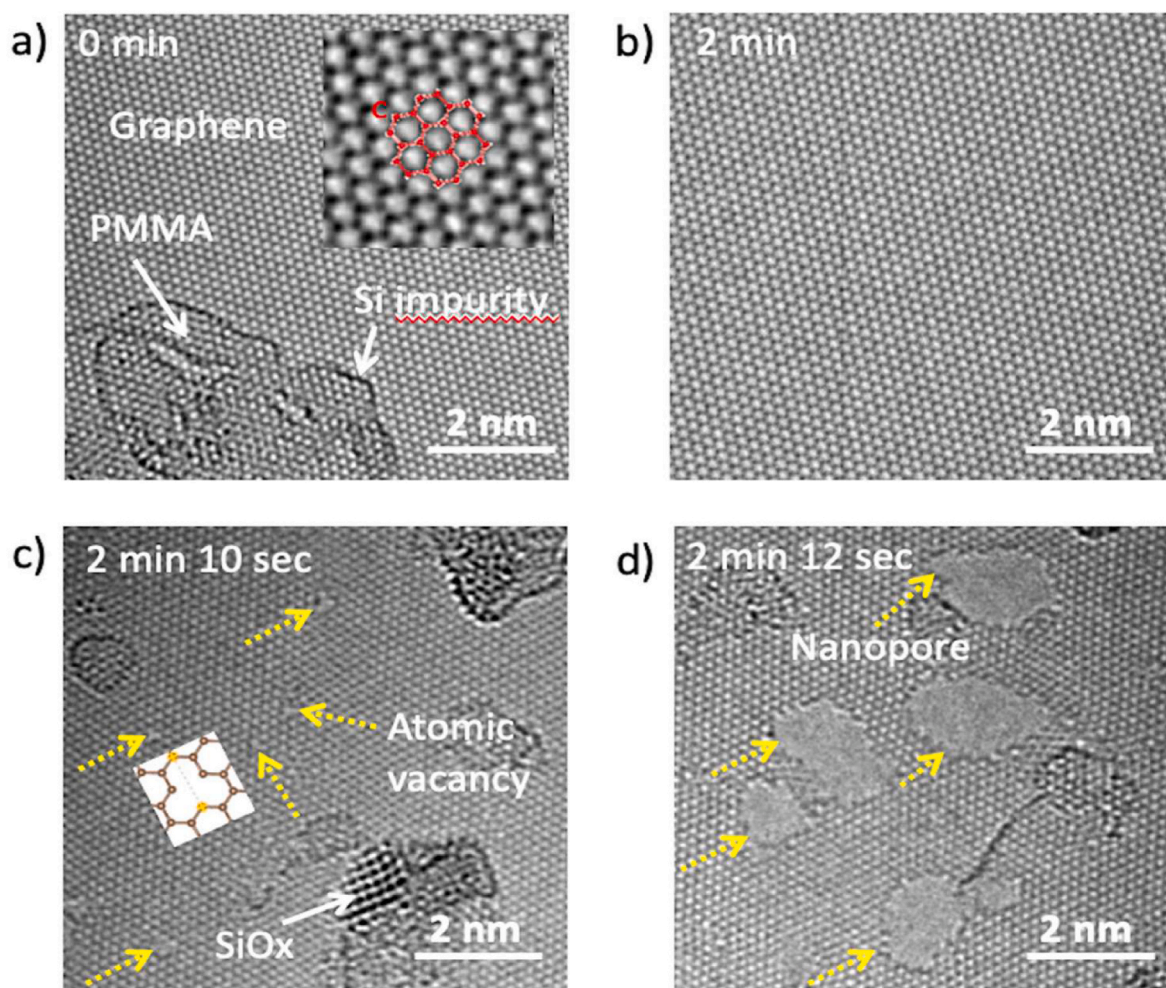 a)
0 min
Graphene
C
PMMA
Si impurity
2 nm
b)
2 min
2 nm
c)
2 min 10 sec
Atomic
vacancy
SiOx
2 nm
d)
2 min 12 sec
Nanopore
2 nm